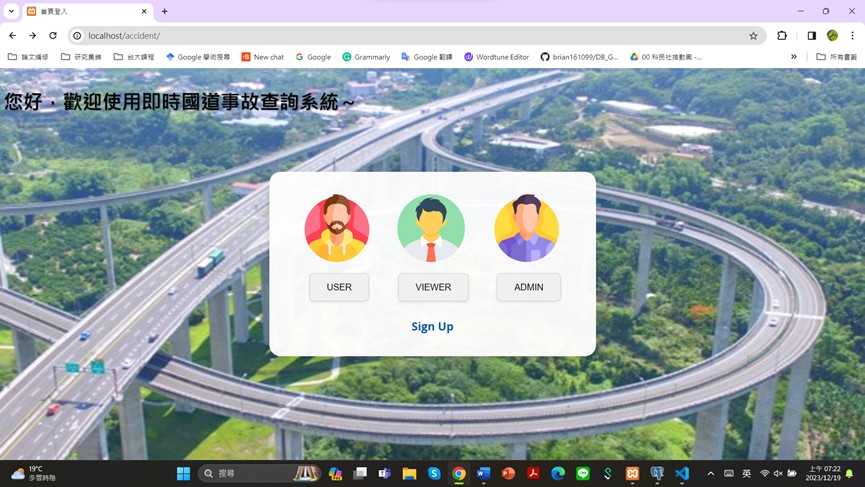 首頁登入
localhost/accident/
論文編修
研究彙錦
台大課程
Google 學術搜尋
New chat
Google
Grammarly
Google 翻譯
Wordtune Editor
brian161099/DB_G...
00 科民社推動案 -...
所有書籤
您好，歡迎使用即時國道事故查詢系統～
USER
VIEWER
ADMIN
Sign Up
19°C
多雲時陰
搜尋
英
上午 07:22
2023/12/19